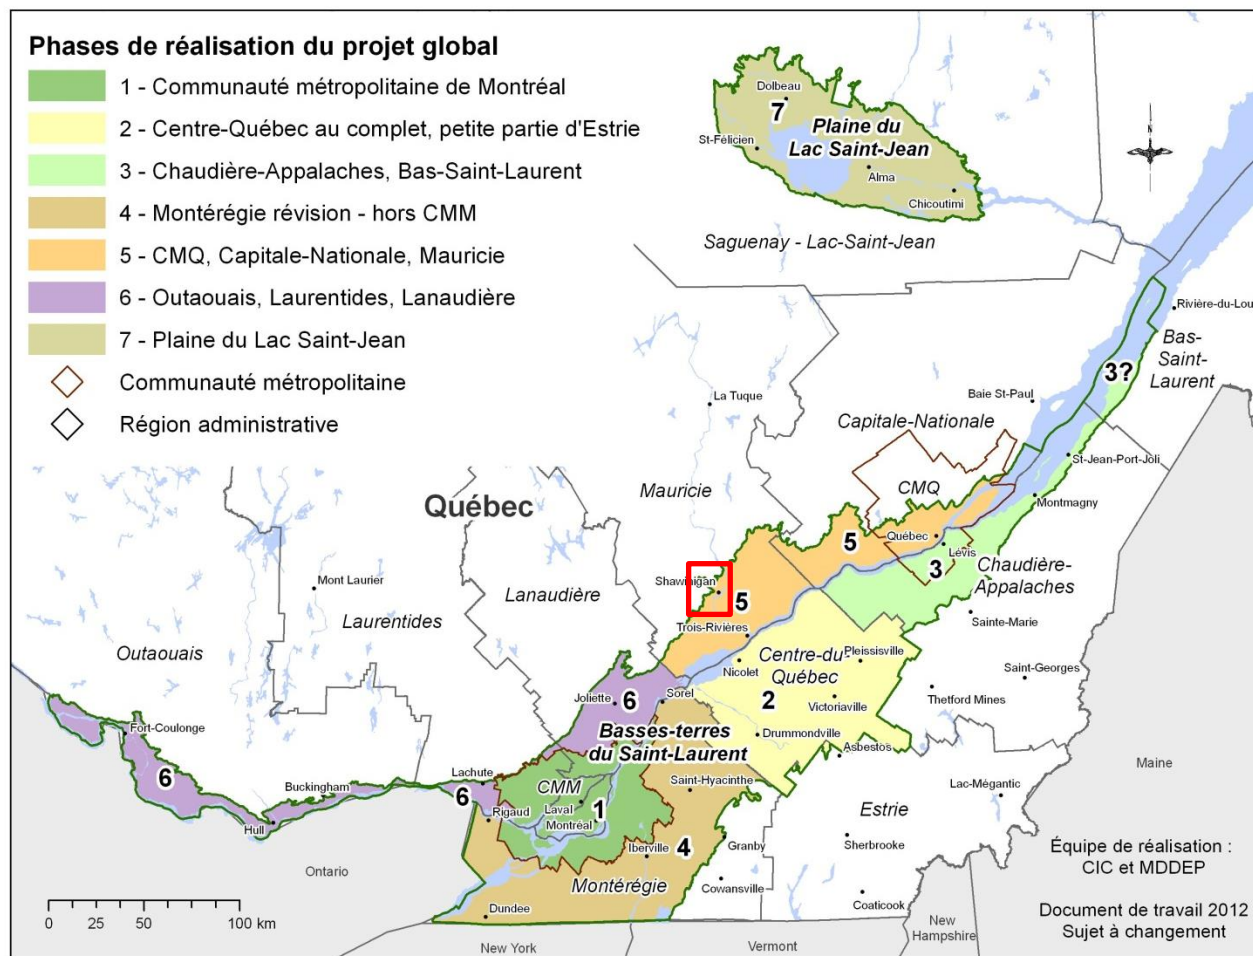 Phases de réalisation du projet global
1 - Communauté métropolitaine de Montréal
2 - Centre-Québec au complet, petite partie d'Estrie
3 - Chaudière-Appalaches, Bas-Saint-Laurent
4 - Montérégie révision - hors CMM
5 - CMQ, Capitale-Nationale, Mauricie
6 - Outaouais, Laurentides, Lanaudière
7 - Plaine du Lac Saint-Jean
Communauté métropolitaine
Région administrative
Dolbeau
7
Plaine du
Lac Saint-Jean
St-Félicien
Alma
Chicoutimi
Saguenay - Lac-Saint-Jean
N
Rivière-du-Lou
Bas-
Saint-
Laurent
3?
La Tuque
Baie St-Paul
Capitale-Nationale
St-Jean-Port-Joli
Mauricie
CMQ
Montmagny
Québec
5
Québec
Lévis
3
Chaudière-
Appalaches
Shawinigan
5
Mont Laurier
Lanaudière
Laurentides
Trois-Rivières
Sainte-Marie
Outaouais
Centre-du-
Québec
Plessisville
Nicolet
Saint-Georges
Joliette
6
Sorel
2
Victoriaville
Thetford Mines
Fort-Coulonge
Basses-terres
du Saint-Laurent
Drummondville
Asbestos
6
Lachute
Buckingham
CMM
Saint-Hyacinthe
Lac-Mégantic
Maine
6
Rigaud
Laval
1
Montréal
Estrie
Hull
Iberville
4
Granby
Sherbrooke
Équipe de réalisation :
CIC et MDDEP
Ontario
Montérégie
Cowansville
Coaticook
0 25 50 100 km
Dundee
New
Hampshire
Document de travail 2012
Sujet à changement
New York
Vermont